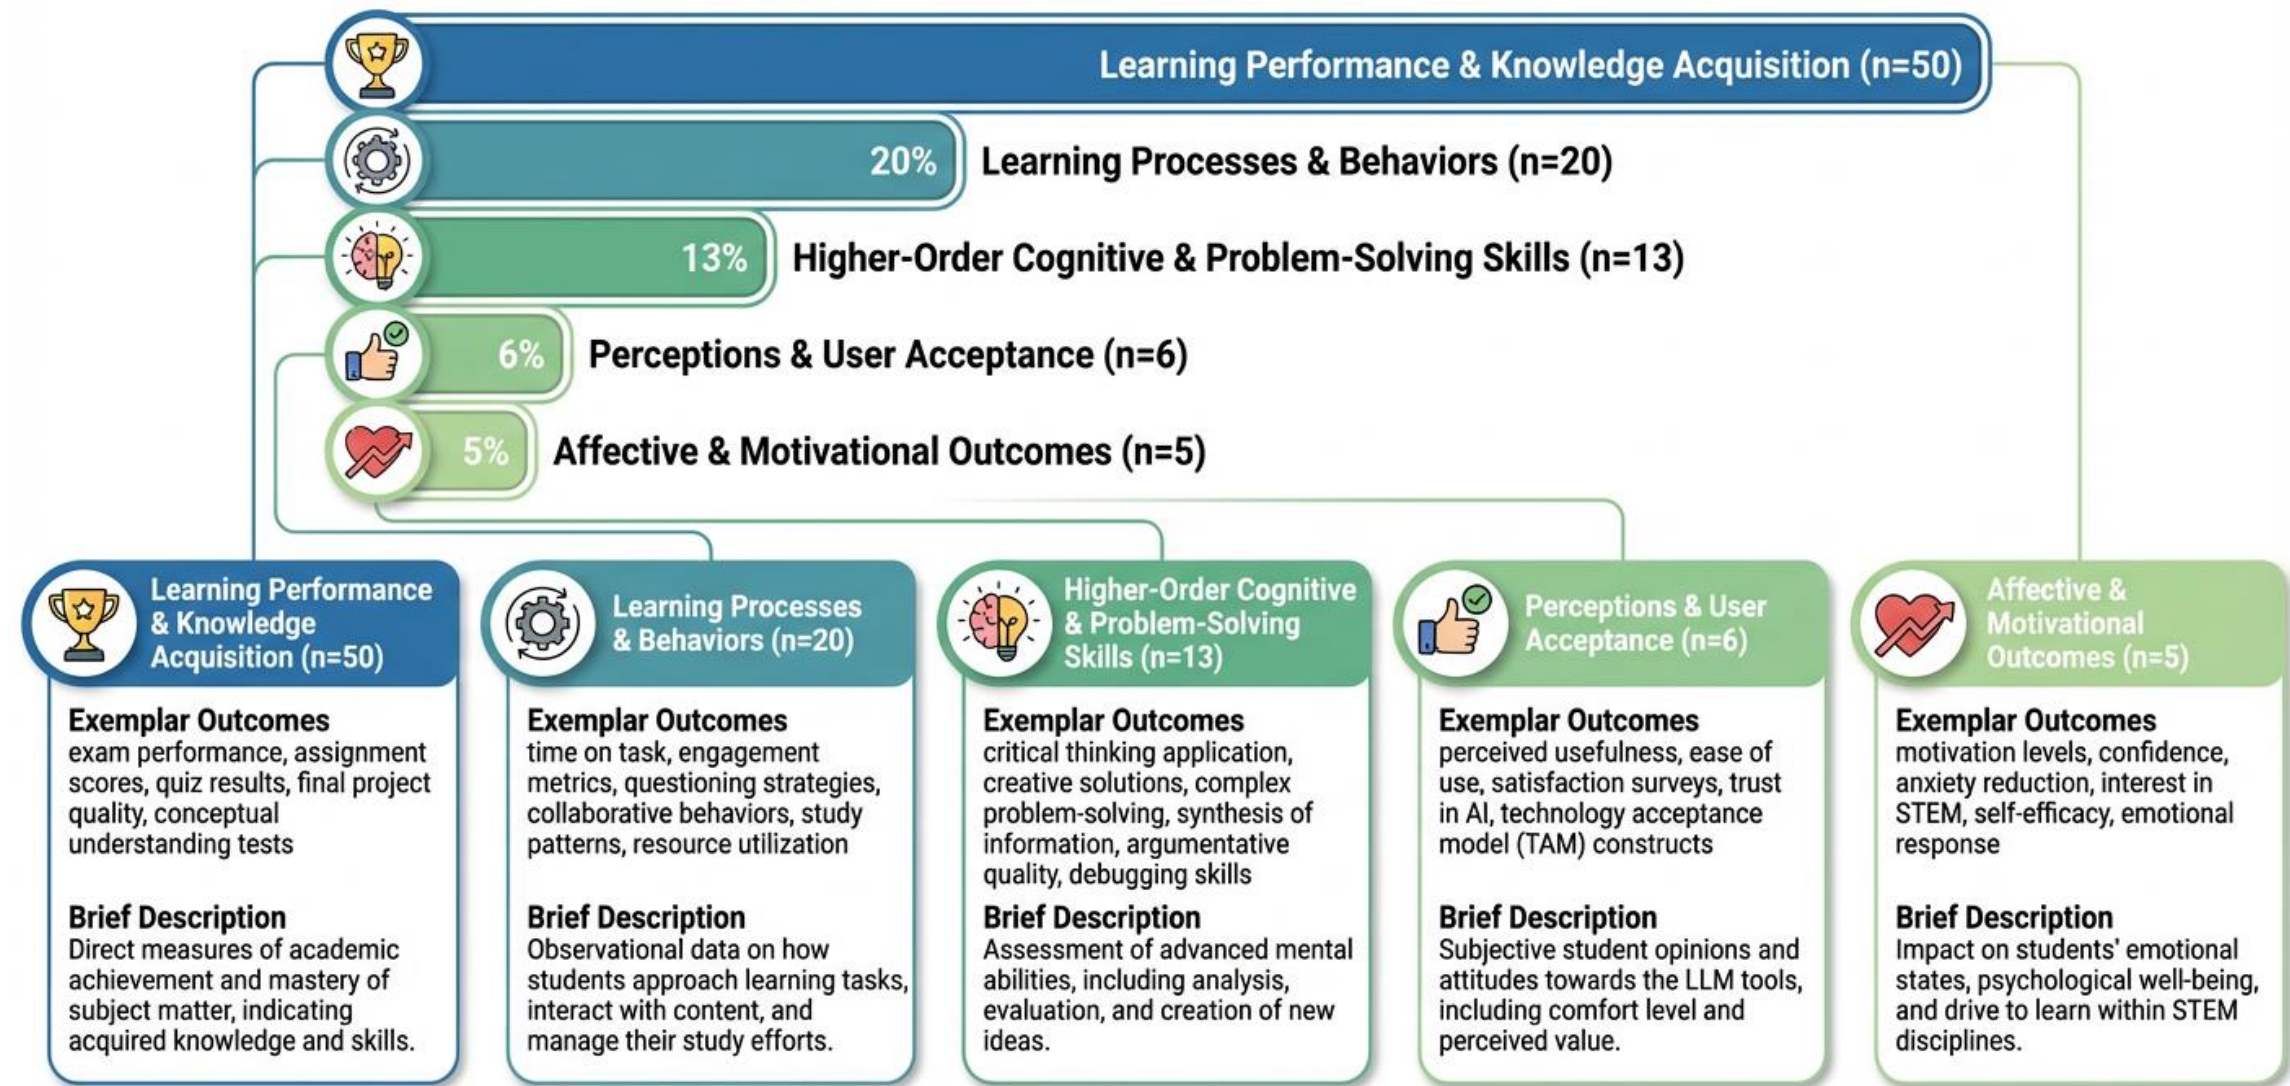 Learning Performance & Knowledge Acquisition (n=50)
20% Learning Processes & Behaviors (n=20)
13% Higher-Order Cognitive & Problem-Solving Skills (n=13)
6% Perceptions & User Acceptance (n=6)
5% Affective & Motivational Outcomes (n=5)
Learning Performance
& Knowledge
Acquisition (n=50)
Exemplar Outcomes
exam performance, assignment
scores, quiz results, final project
quality, conceptual
understanding tests
Brief Description
Direct measures of academic
achievement and mastery of
subject matter, indicating
acquired knowledge and skills.
Learning Processes
& Behaviors (n=20)
Exemplar Outcomes
time on task, engagement
metrics, questioning strategies,
collaborative behaviors, study
patterns, resource utilization
Brief Description
Observational data on how
students approach learning tasks,
interact with content, and
manage their study efforts.
Higher-Order Cognitive
& Problem-Solving
Skills (n=13)
Exemplar Outcomes
critical thinking application,
creative solutions, complex
problem-solving, synthesis of
information, argumentative
quality, debugging skills
Brief Description
Assessment of advanced mental
abilities, including analysis,
evaluation, and creation of new
ideas.
Perceptions & User
Acceptance (n=6)
Exemplar Outcomes
perceived usefulness, ease of
use, satisfaction surveys, trust
in AI, technology acceptance
model (TAM) constructs
Brief Description
Subjective student opinions and
attitudes towards the LLM tools,
including comfort level and
perceived value.
Affective &
Motivational
Outcomes (n=5)
Exemplar Outcomes
motivation levels, confidence,
anxiety reduction, interest in
STEM, self-efficacy, emotional
response
Brief Description
Impact on students' emotional
states, psychological well-being,
and drive to learn within STEM
disciplines.